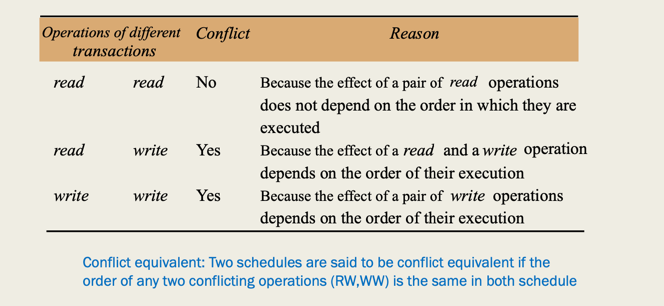 Operations of different Conflict Reason
transactions
read read No Because the effect of a pair of read operations
does not depend on the order in which they are
executed
read write Yes Because the effect of a read and a write operation
depends on the order of their execution
write write Yes Because the effect of a pair of write operations
depends on the order of their execution
Conflict equivalent: Two schedules are said to be conflict equivalent if the
order of any two conflicting operations (RW,WW) is the same in both schedule